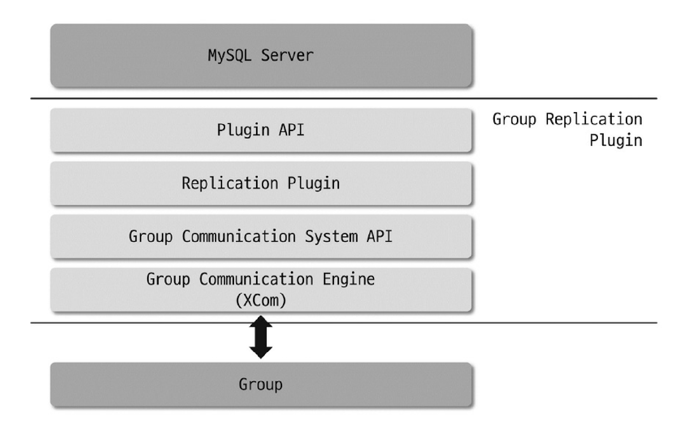 MySQL Server
Plugin API
Group Replication
Plugin
Replication Plugin
Group Communication System API
Group Communication Engine
(XCom)
Group